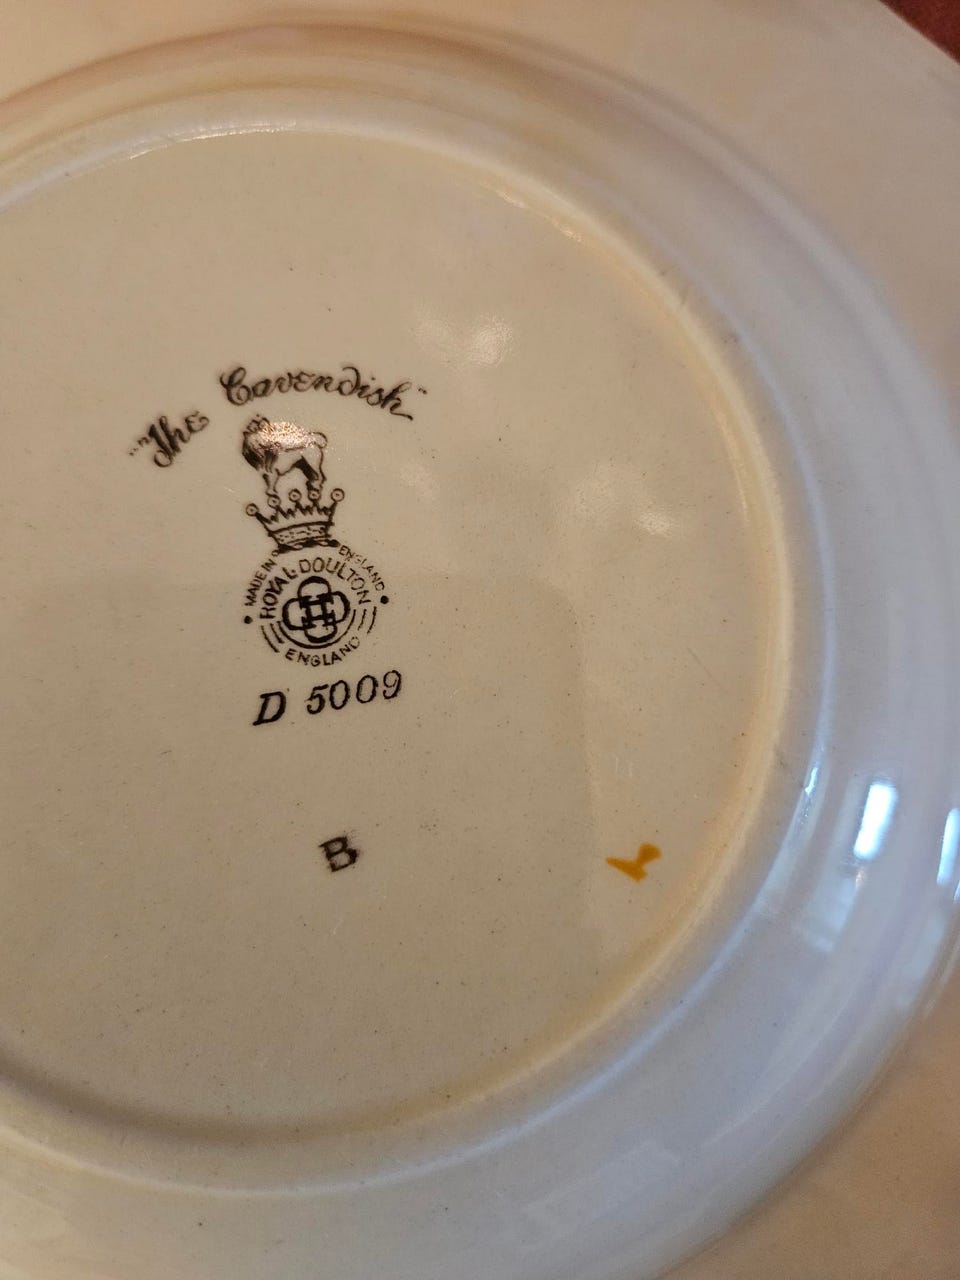 "The Cavendish"
MADE IN ENGLAND
ROYAL DOULTON
ENGLAND
D 5009
B